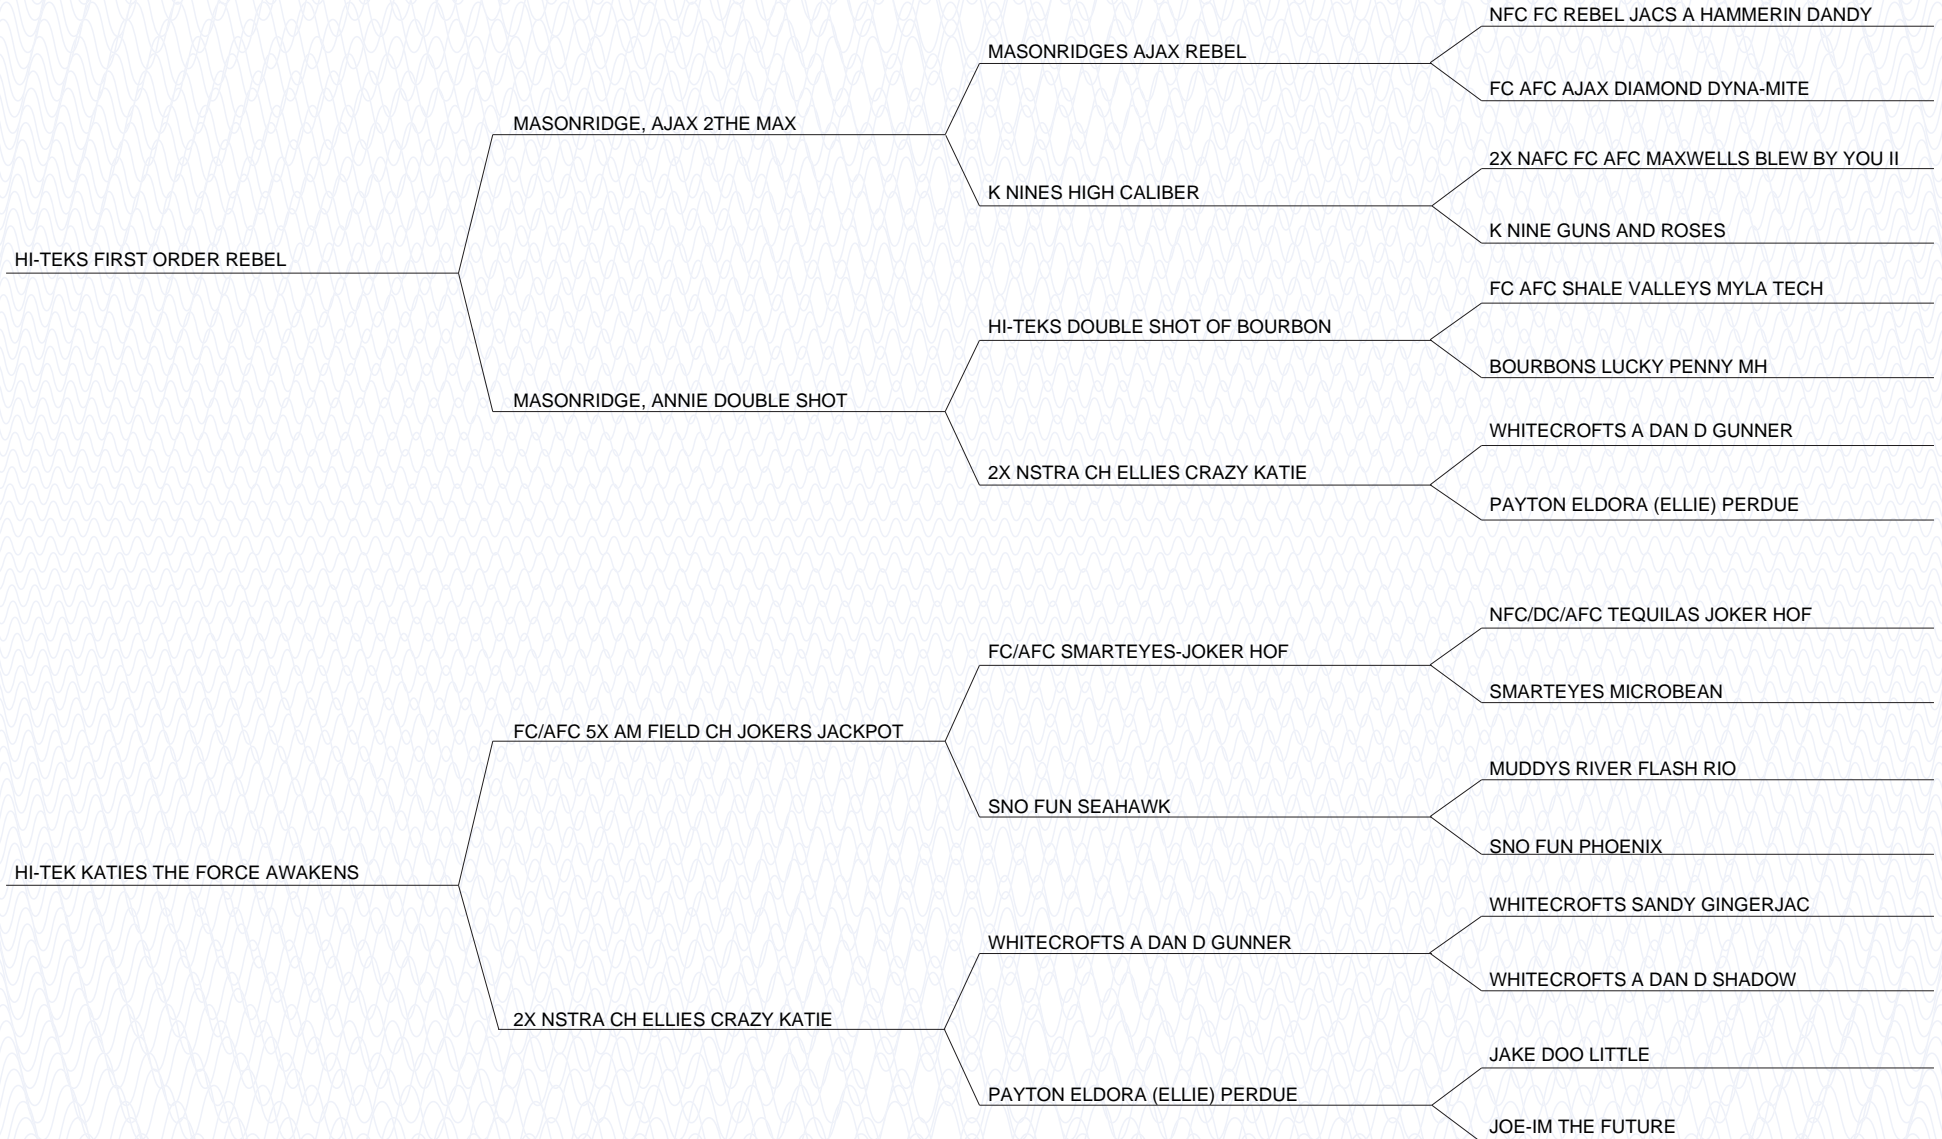 NFC FC REBEL JACS A HAMMERIN DANDY
MASONRIDGES AJAX REBEL
FC AFC AJAX DIAMOND DYNA-MITE
MASONRIDGE, AJAX 2THE MAX
2X NAFC FC AFC MAXWELLS BLEW BY YOU II
K NINES HIGH CALIBER
K NINE GUNS AND ROSES
HI-TEKS FIRST ORDER REBEL
FC AFC SHALE VALLEYS MYLA TECH
HI-TEKS DOUBLE SHOT OF BOURBON
BOURBONS LUCKY PENNY MH
MASONRIDGE, ANNIE DOUBLE SHOT
WHITECROFTS A DAN D GUNNER
2X NSTRA CH ELLIES CRAZY KATIE
PAYTON ELDORA (ELLIE) PERDUE
NFC/DC/AFC TEQUILAS JOKER HOF
FC/AFC SMARTEYES-JOKER HOF
SMARTEYES MICROBEAN
FC/AFC 5X AM FIELD CH JOKERS JACKPOT
MUDDYS RIVER FLASH RIO
SNO FUN SEAHAWK
SNO FUN PHOENIX
HI-TEK KATIES THE FORCE AWAKENS
WHITECROFTS SANDY GINGERJAC
WHITECROFTS A DAN D GUNNER
WHITECROFTS A DAN D SHADOW
2X NSTRA CH ELLIES CRAZY KATIE
JAKE DOO LITTLE
PAYTON ELDORA (ELLIE) PERDUE
JOE-IM THE FUTURE